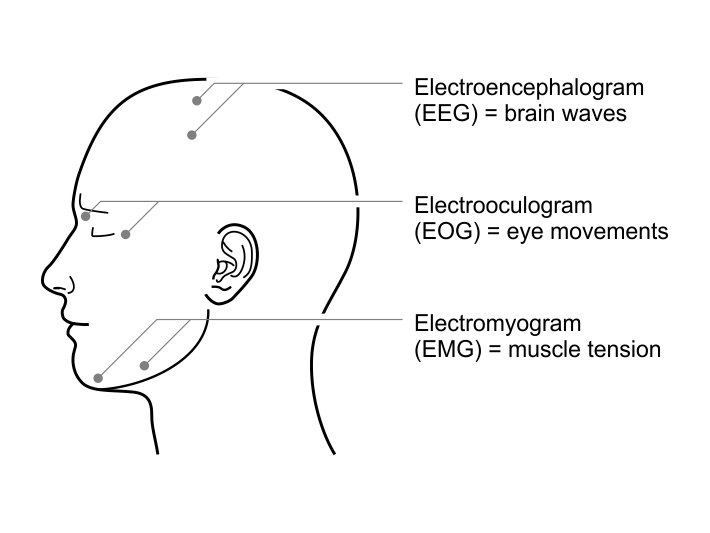 Electroencephalogram
(EEG) = brain waves
Electrooculogram
(EOG) = eye movements
Electromyogram
(EMG) = muscle tension